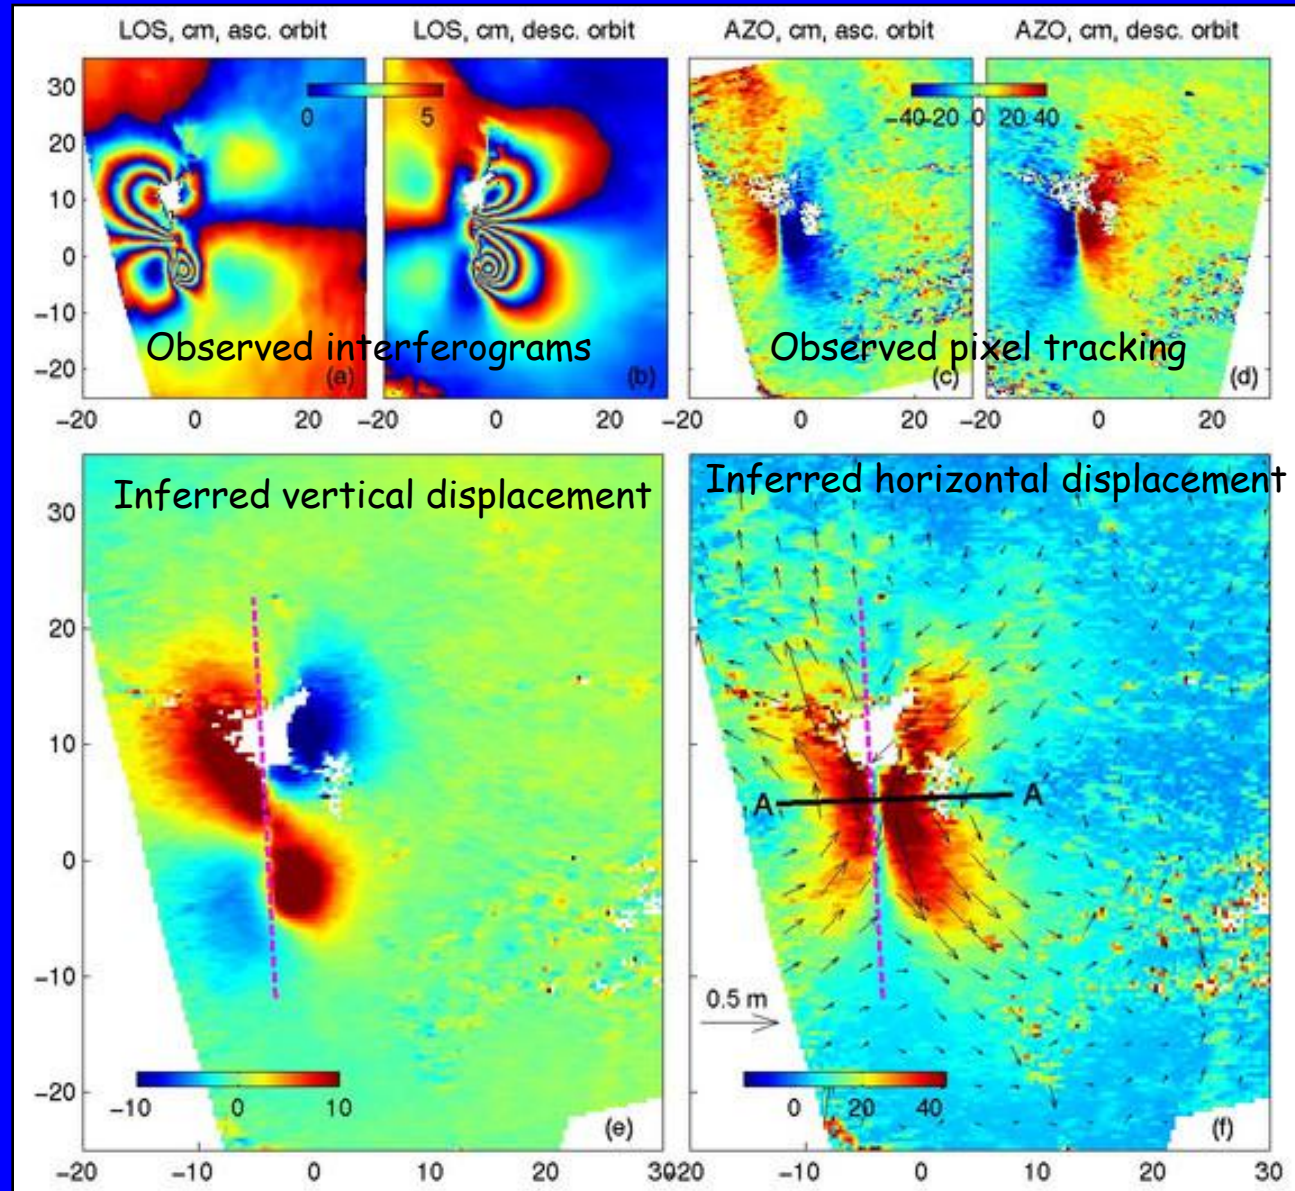 LOS, cm, asc. orbit
LOS, cm, desc. orbit
AZO, cm, asc. orbit
AZO, cm, desc. orbit
35
30
20
10
0
−10
−20
0 5
−40 −20 0 20 40
Observed interferograms
Observed pixel tracking
(a)
(b)
(c)
(d)
−20 0 20
−20 0 20
−20 0 20
−20 0 20
Inferred vertical displacement
Inferred horizontal displacement
30
20
10
0
−10
−20
A A
0.5 m
−10 0 10
0 20 40
(e)
(f)
−20 −10 0 10 20 30
−20 −10 0 10 20 30